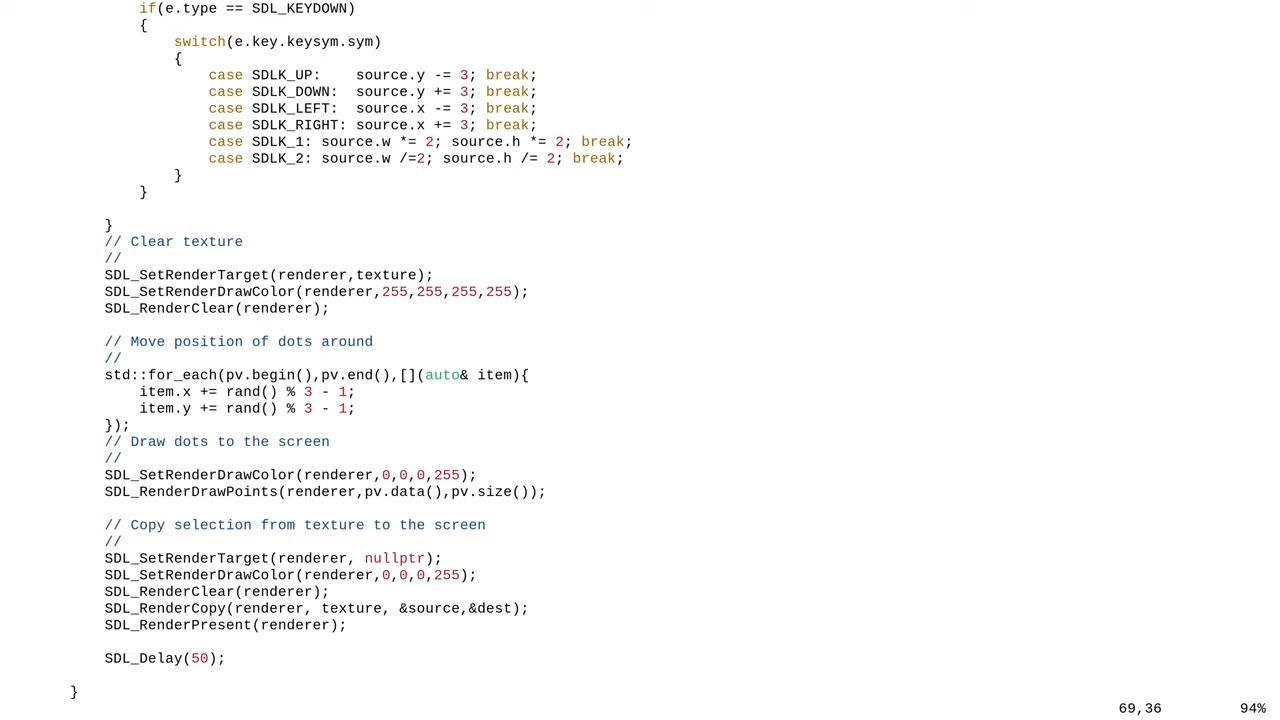 if(e.type == SDL_KEYDOWN)
{
switch(e.key.keysym.sym)
{
case SDLK_UP:    source.y -= 3; break;
case SDLK_DOWN:  source.y += 3; break;
case SDLK_LEFT:  source.x -= 3; break;
case SDLK_RIGHT: source.x += 3; break;
case SDLK_1: source.w *= 2; source.h *= 2; break;
case SDLK_2: source.w /=2; source.h /= 2; break;
}
}
}
// Clear texture
//
SDL_SetRenderTarget(renderer,texture);
SDL_SetRenderDrawColor(renderer,255,255,255,255);
SDL_RenderClear(renderer);
// Move position of dots around
//
std::for_each(pv.begin(),pv.end(),[](auto& item){
item.x += rand() % 3 - 1;
item.y += rand() % 3 - 1;
});
// Draw dots to the screen
//
SDL_SetRenderDrawColor(renderer,0,0,0,255);
SDL_RenderDrawPoints(renderer,pv.data(),pv.size());
// Copy selection from texture to the screen
//
SDL_SetRenderTarget(renderer, nullptr);
SDL_SetRenderDrawColor(renderer,0,0,0,255);
SDL_RenderClear(renderer);
SDL_RenderCopy(renderer, texture, &source,&dest);
SDL_RenderPresent(renderer);
SDL_Delay(50);
}
69,36 94%